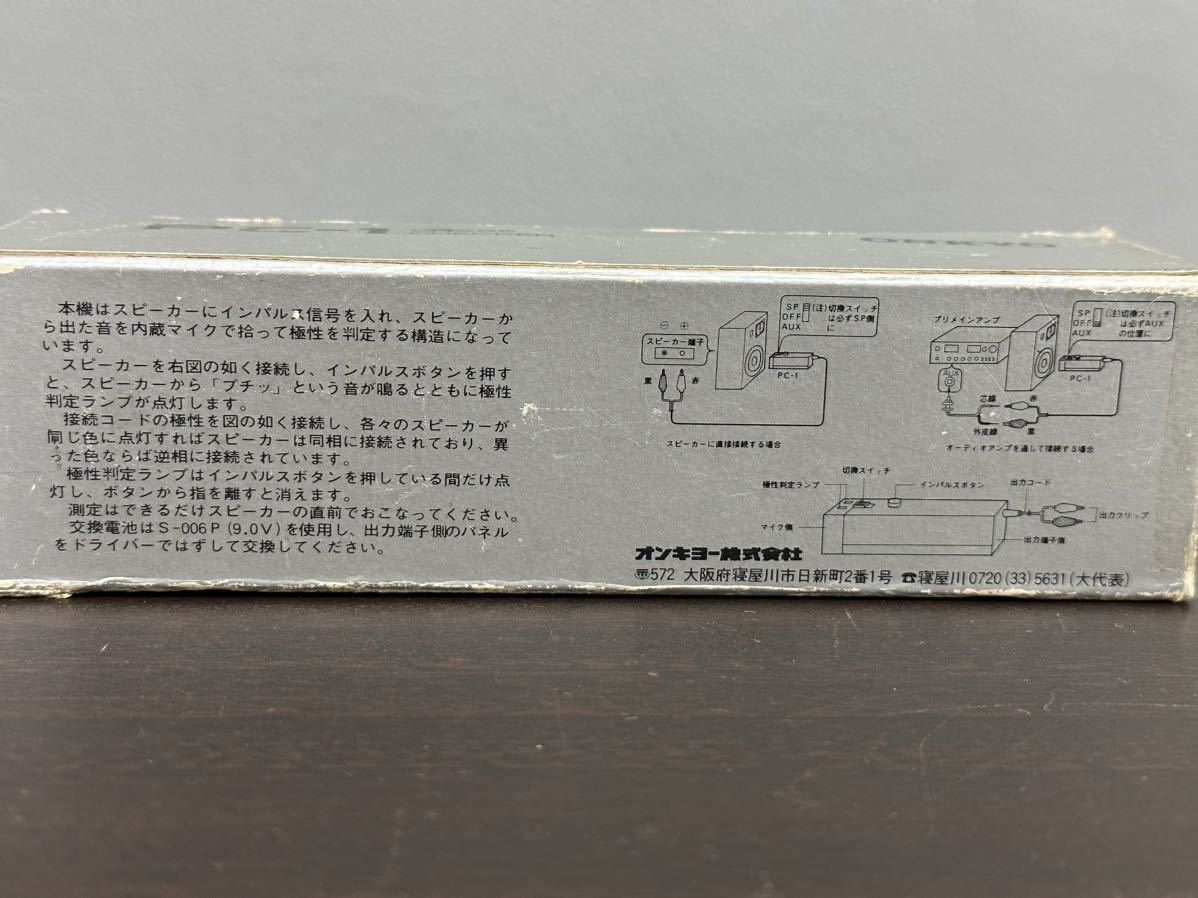 PC-1
ONKYO
本機はスピーカーにインパルス信号を入れ、スピーカーか
ら出た音を内蔵マイクで拾って極性を判定する構造になって
います。
スピーカーを右図の如く接続し、インパルスボタンを押す
と、スピーカーから「プチッ」という音が鳴るとともに極性
判定ランプが点灯します。
接続コードの極性を図の如く接続し、各々のスピーカーが
同じ色に点灯すればスピーカーは同相に接続されており、異
った色ならば逆相に接続されています。
極性判定ランプはインパルスボタンを押している間だけ点
灯し、ボタンから指を離すと消えます。
測定はできるだけスピーカーの直前でおこなってください。
交換電池はS-006P(9.0V)を使用し、出力端子側のパネル
をドライバーではずして交換してください。
SP
OFF
AUX
(注)切換スイッチ
は必ずSP側
に
⊖ ⊕
スピーカー端子
黒
赤
PC-1
スピーカーに直接接続する場合
プリメインアンプ
SP
OFF
AUX
(注)切換スイッチ
は必ずAUX
の位置に
AUX
PC-1
芯線
赤
外皮線
黒
オーディオアンプを通して接続する場合
切換スイッチ
極性判定ランプ
インパルスボタン
出力コード
出力クリップ
マイク側
出力端子側
オンキヨー株式会社
〠572 大阪府寝屋川市日新町2番1号 ☎寝屋川0720(33)5631(大代表)